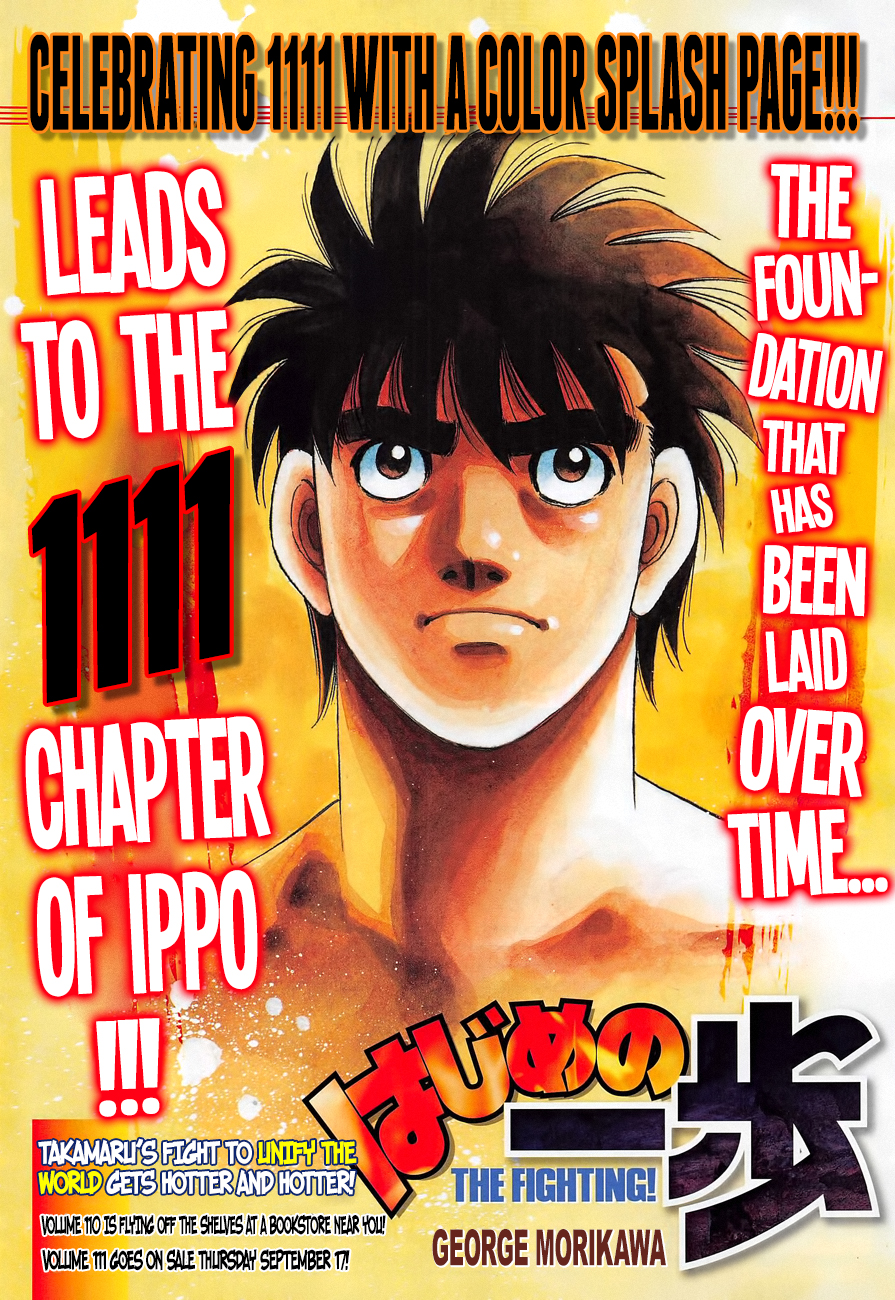 CELEBRATING 1111 WITH A COLOR SPLASH PAGE!!!
THE
FOUN-
DATION
THAT
HAS
BEEN
LAID
OVER
TIME...
LEADS
TO THE
1111
CHAPTER
OF IPPO
!!!
はじめの
一歩
THE FIGHTING!
GEORGE MORIKAWA
TAKAMARU'S FIGHT TO UNIFY THE
WORLD GETS HOTTER AND HOTTER!
VOLUME 110 IS FLYING OFF THE SHELVES AT A BOOKSTORE NEAR YOU!
VOLUME 111 GOES ON SALE THURSDAY SEPTEMBER 17!